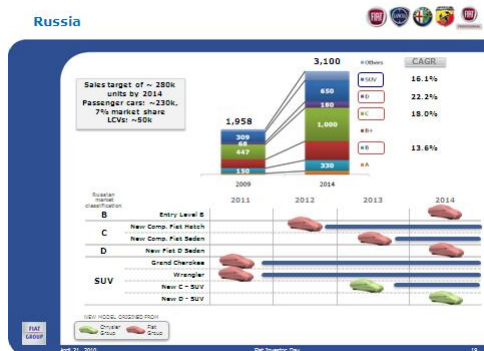 Russia
Sales target of ~ 280k
units by 2014
Passenger cars: ~230k,
7% market share
LCVs: ~50k
1,958
309
68
447
150
2009
3,100
650
180
1,000
330
2014
Others
SUV
D
C
B+
B
A
CAGR
16.1%
22.2%
18.0%
13.6%
Russian
market
classification
2011 2012 2013 2014
B Entry Level B
C New Comp. Fiat Hatch
New Comp. Fiat Sedan
D New Fiat D Sedan
SUV Grand Cherokee
Wrangler
New C - SUV
New D - SUV
NEW MODEL ORIGINED FROM
Chrysler
Group
Fiat
Group
FIAT
GROUP
April 21, 2010 Fiat Investor Day 19